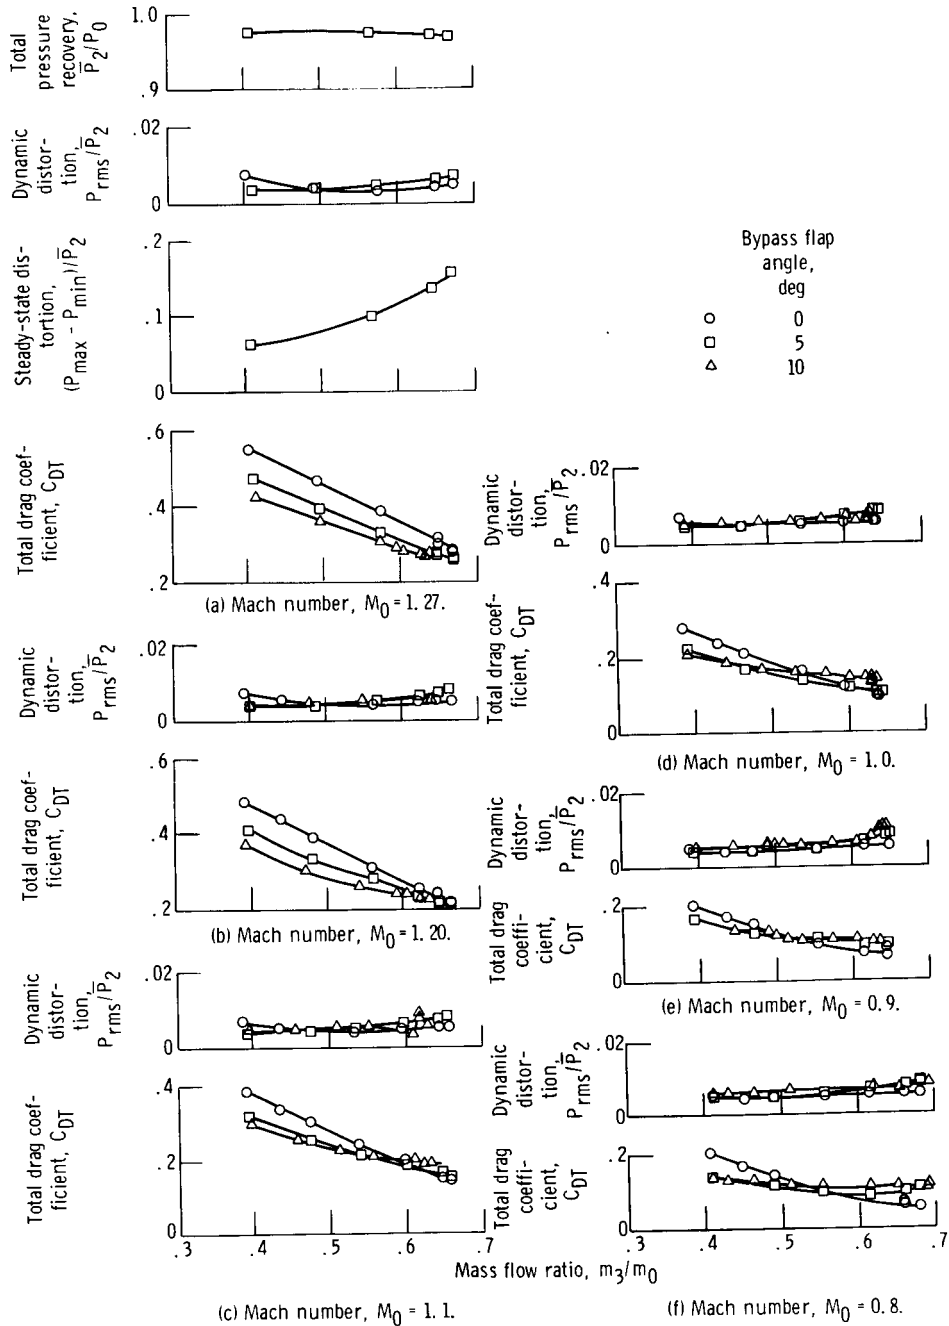 Total
pressure
recovery,
P̅2/P0
1.0
.9
Dynamic
distor-
tion,
Prms/P̅2
.02
0
Steady-state dis-
tortion,
(Pmax - Pmin)/P̅2
.2
.1
0
Bypass flap
angle,
deg
0
5
10
Total drag coef-
ficient, CDT
.6
.4
.2
(a) Mach number, M0 = 1.27.
Dynamic
distor-
tion,
Prms/P̅2
.02
0
Total drag coef-
ficient, CDT
.6
.4
.2
(b) Mach number, M0 = 1.20.
Dynamic
distor-
tion,
Prms/P̅2
.02
0
Total drag coef-
ficient, CDT
.4
.2
0
.3 .4 .5 .6 .7
(c) Mach number, M0 = 1.1.
Dynamic
distor-
tion,
Prms/P̅2
.02
0
Total drag coef-
ficient, CDT
.4
.2
0
(d) Mach number, M0 = 1.0.
Dynamic
distor-
tion,
Prms/P̅2
.02
0
Total drag
coeffi-
cient,
CDT
.2
0
(e) Mach number, M0 = 0.9.
Dynamic
distor-
tion,
Prms/P̅2
.02
0
Total drag
coeffi-
cient,
CDT
.2
0
.3 .4 .5 .6 .7
Mass flow ratio, m3/m0
(f) Mach number, M0 = 0.8.